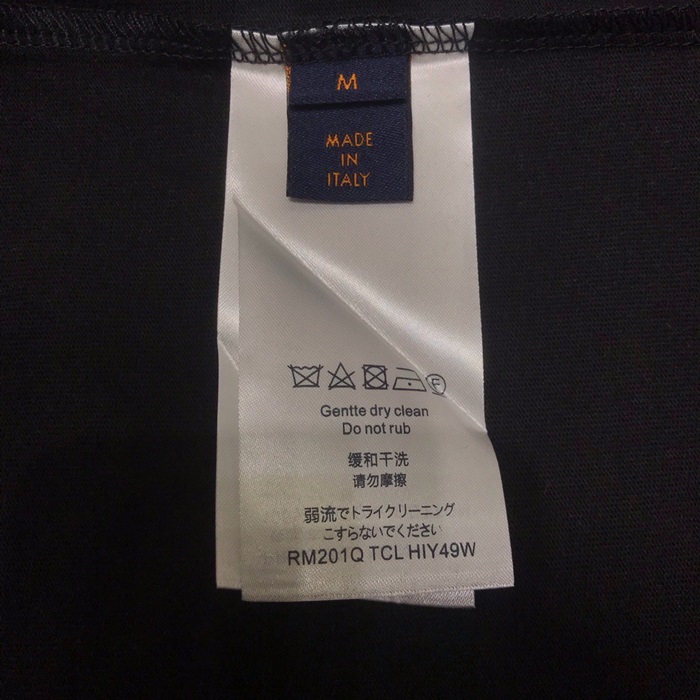 M
MADE
IN
ITALY
F
Gentte dry clean
Do not rub
缓和干洗
请勿摩擦
弱流でトライクリーニング
こすらないでください
RM201Q TCL HIY49W